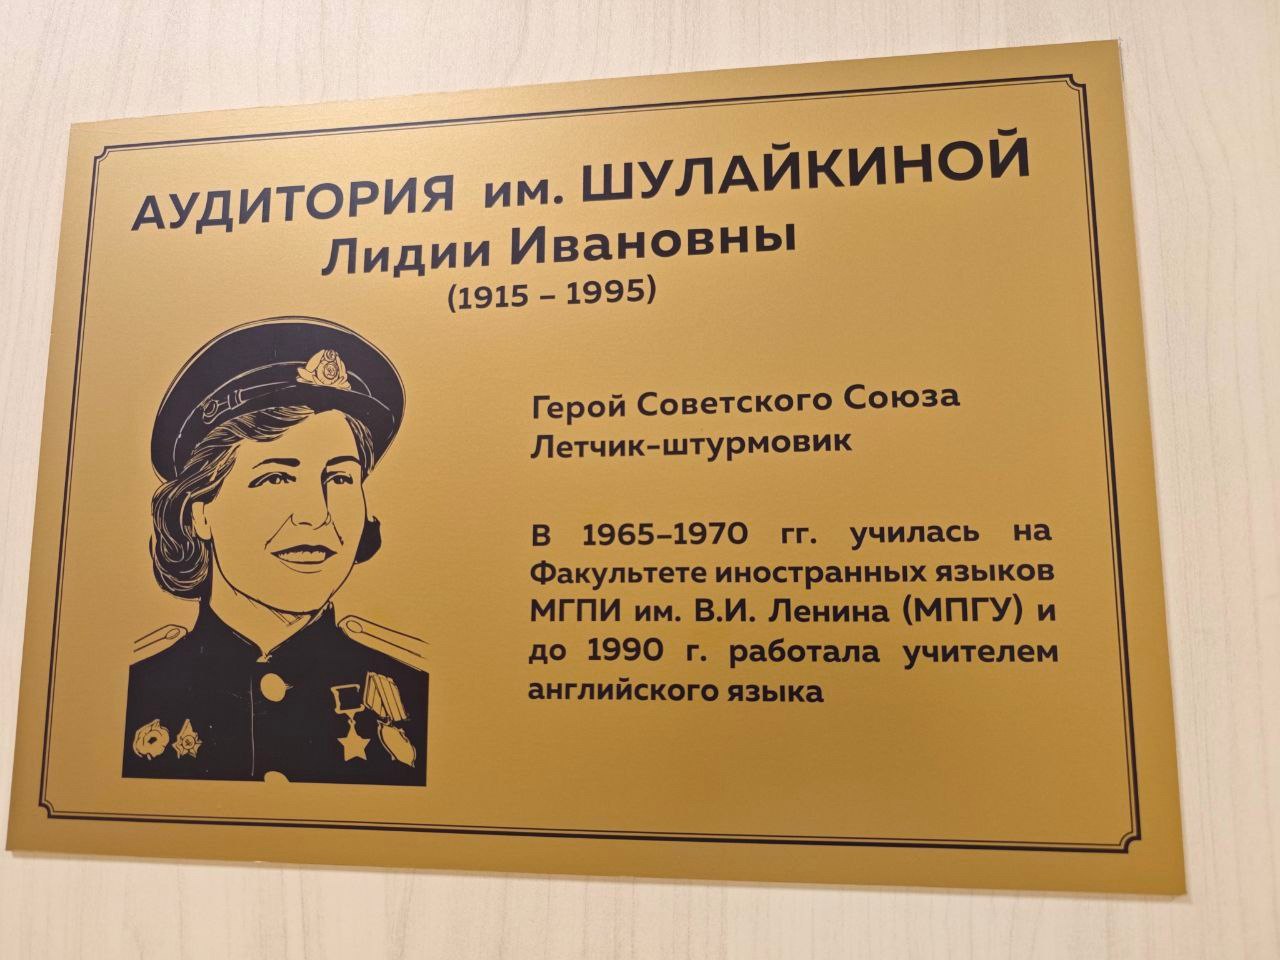 АУДИТОРИЯ им. ШУЛАЙКИНОЙ
Лидии Ивановны
(1915 – 1995)
Герой Советского Союза
Летчик-штурмовик
В 1965–1970 гг. училась на
Факультете иностранных языков
МГПИ им. В.И. Ленина (МПГУ) и
до 1990 г. работала учителем
английского языка